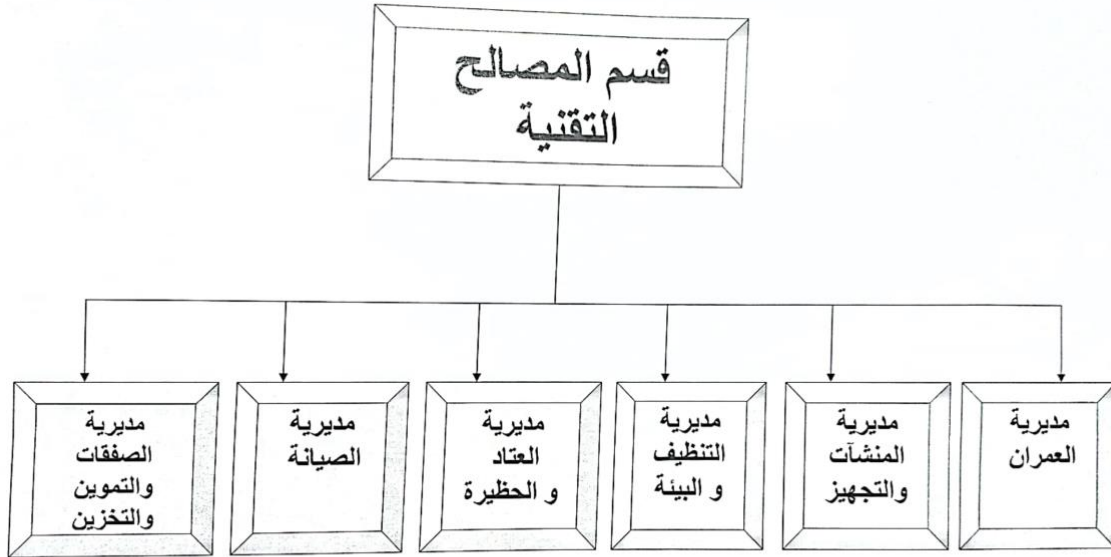 قسم المصالح
التقنية
مديرية
العمران
مديرية
المنشآت
والتجهيز
مديرية
التنظيف
و البيئة
مديرية
العتاد
و الحظيرة
مديرية
الصيانة
مديرية
الصفقات
والتموين
والتخزين